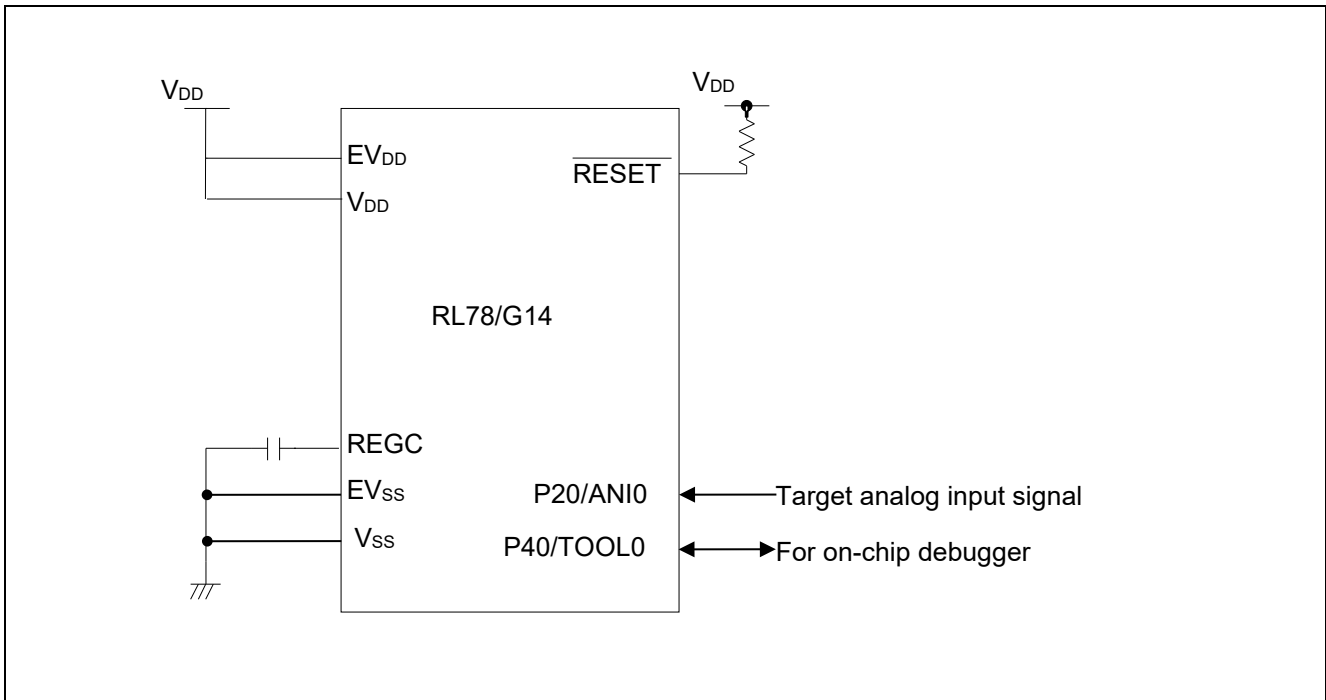 VDD
VDD
EVDD
RESET
VDD
RL78/G14
REGC
EVSS
P20/ANI0
Target analog input signal
VSS
P40/TOOL0
For on-chip debugger